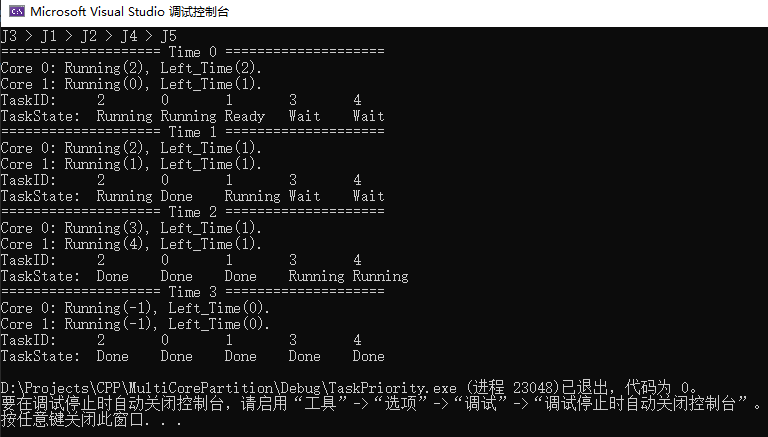 Microsoft Visual Studio 调试控制台
J3 > J1 > J2 > J4 > J5
==================== Time 0 ====================
Core 0: Running(2), Left_Time(2).
Core 1: Running(0), Left_Time(1).
TaskID:     2       0       1       3       4
TaskState:  Running Running Ready   Wait    Wait
==================== Time 1 ====================
Core 0: Running(2), Left_Time(1).
Core 1: Running(1), Left_Time(1).
TaskID:     2       0       1       3       4
TaskState:  Running Done    Running Wait    Wait
==================== Time 2 ====================
Core 0: Running(3), Left_Time(1).
Core 1: Running(4), Left_Time(1).
TaskID:     2       0       1       3       4
TaskState:  Done    Done    Done    Running Running
==================== Time 3 ====================
Core 0: Running(-1), Left_Time(0).
Core 1: Running(-1), Left_Time(0).
TaskID:     2       0       1       3       4
TaskState:  Done    Done    Done    Done    Done
D:\Projects\CPP\MultiCorePartition\Debug\TaskPriority.exe (进程 23048)已退出，代码为 0。
要在调试停止时自动关闭控制台，请启用“工具”->“选项”->“调试”->“调试停止时自动关闭控制台”。
按任意键关闭此窗口. . .